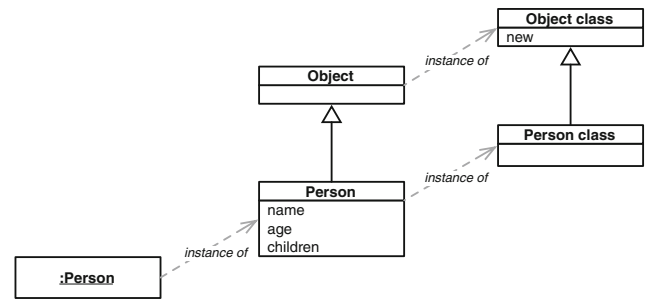 Object class
new
instance of
Object
Person class
instance of
Person
name
age
children
instance of
:Person